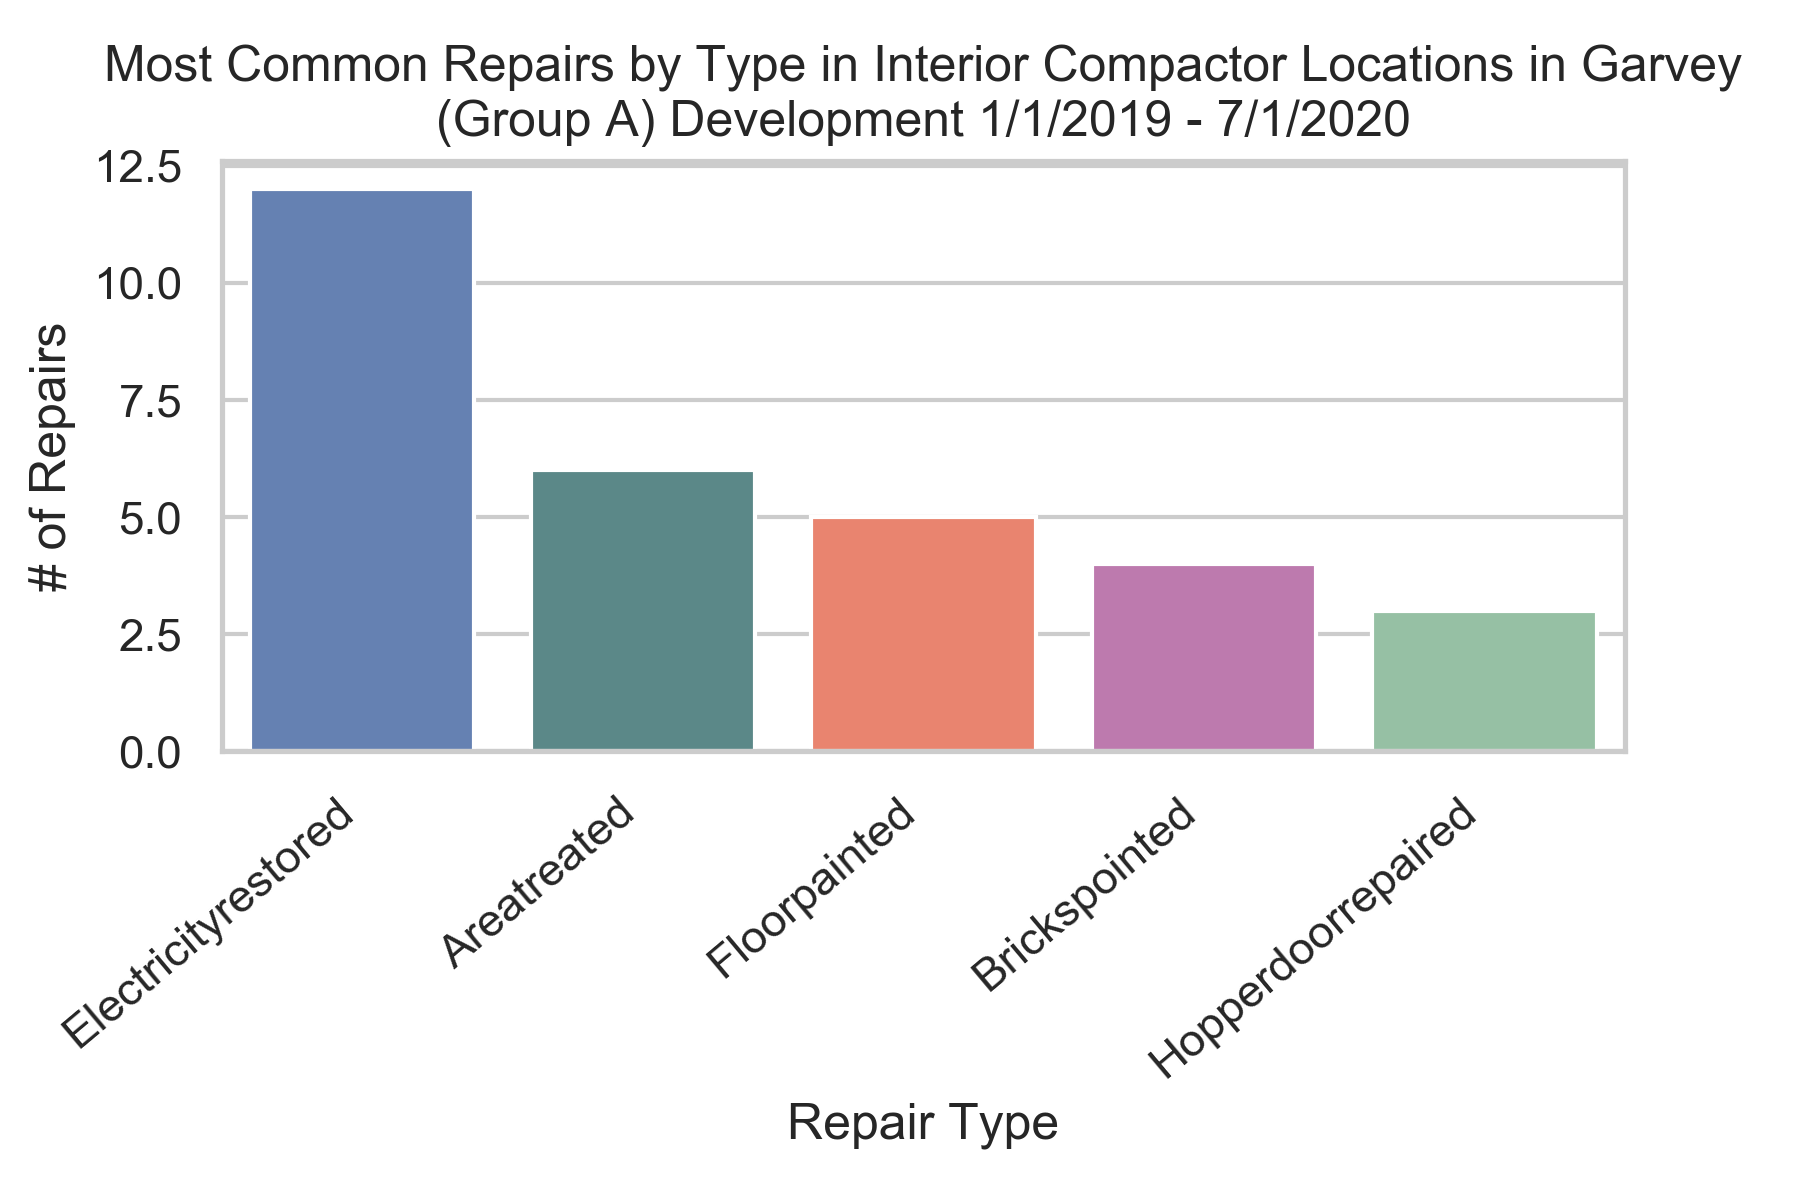 Most Common Repairs by Type in Interior Compactor Locations in Garvey
(Group A) Development 1/1/2019 - 7/1/2020
12.5
10.0
7.5
5.0
2.5
0.0
# of Repairs
Electricityrestored
Areatreated
Floorpainted
Brickspointed
Hopperdoorrepaired
Repair Type